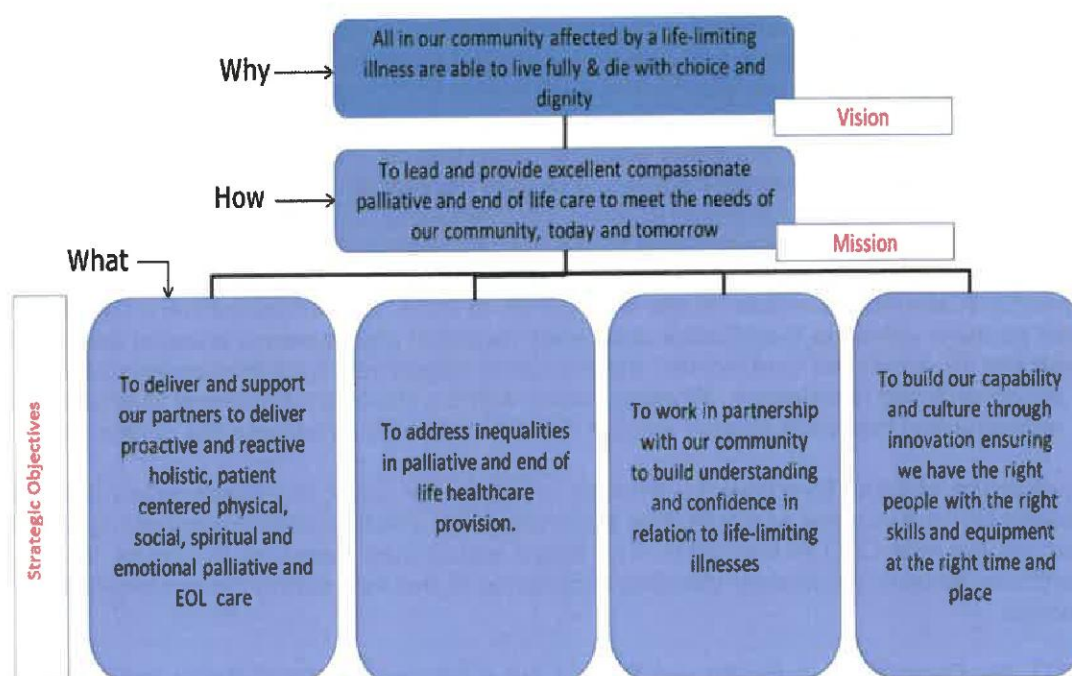 Why
All in our community affected by a life-limiting
illness are able to live fully & die with choice and
dignity
Vision
How
To lead and provide excellent compassionate
palliative and end of life care to meet the needs of
our community, today and tomorrow
Mission
What
Strategic Objectives
To deliver and support
our partners to deliver
proactive and reactive
holistic, patient
centered physical,
social, spiritual and
emotional palliative and
EOL care
To address inequalities
in palliative and end of
life healthcare
provision.
To work in partnership
with our community
to build understanding
and confidence in
relation to life-limiting
illnesses
To build our capability
and culture through
innovation ensuring
we have the right
people with the right
skills and equipment
at the right time and
place